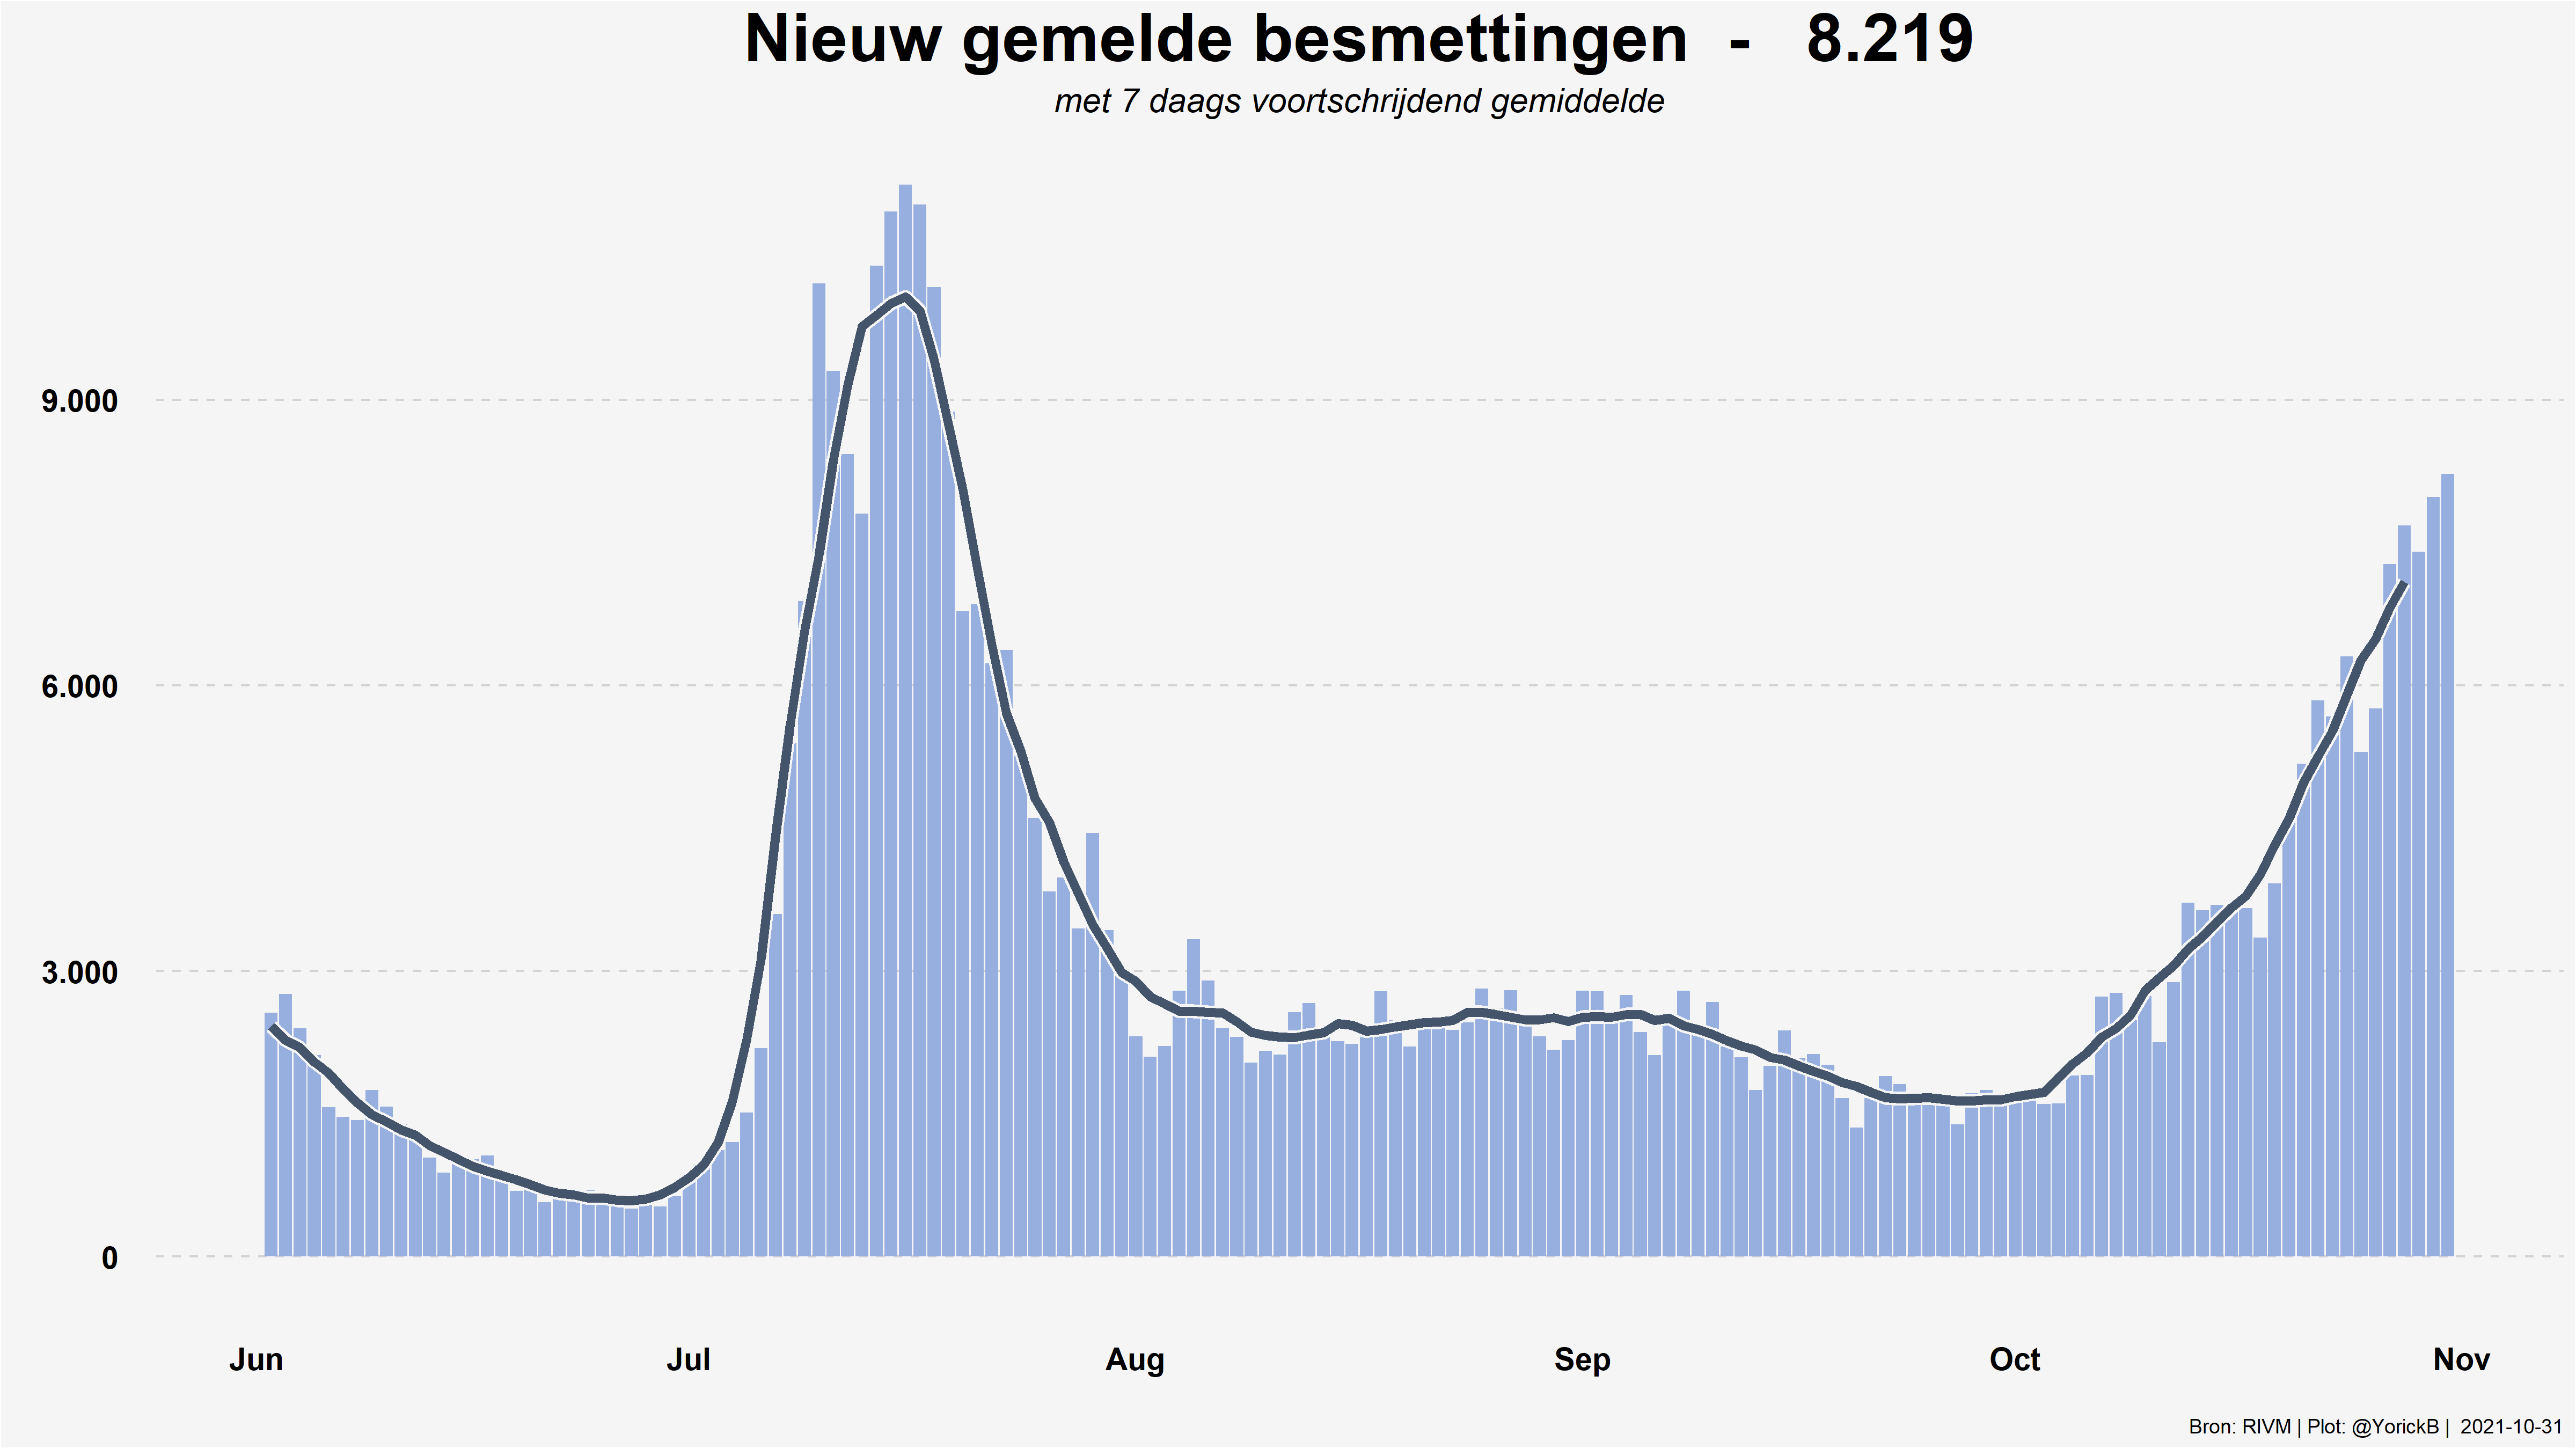 Nieuw gemelde besmettingen - 8.219
met 7 daags voortschrijdend gemiddelde
9.000
6.000
3.000
0
Jun Jul Aug Sep Oct Nov
Bron: RIVM | Plot: @YorickB | 2021-10-31